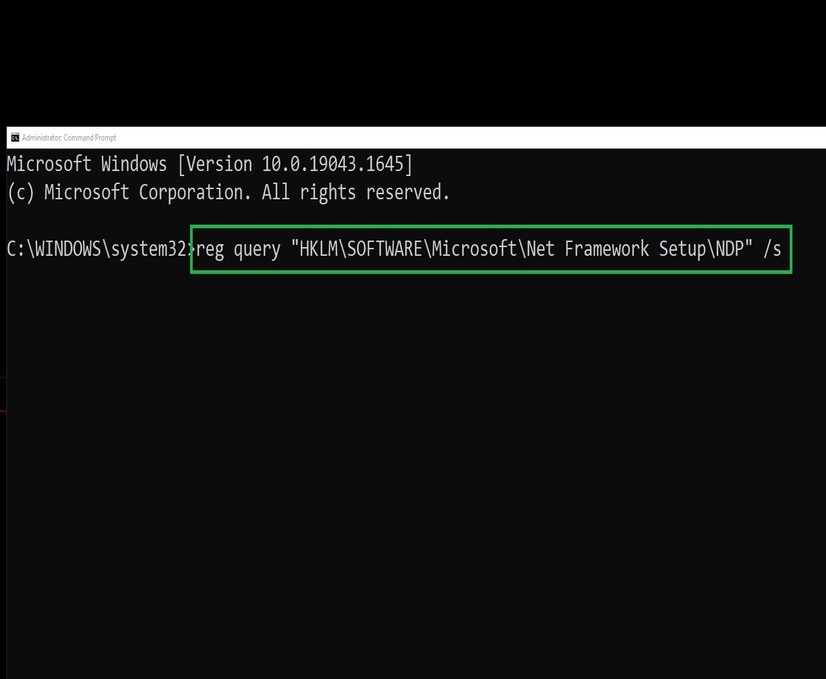 Administrator: Command Prompt
Microsoft Windows [Version 10.0.19043.1645]
(c) Microsoft Corporation. All rights reserved.
C:\WINDOWS\system32>reg query "HKLM\SOFTWARE\Microsoft\Net Framework Setup\NDP" /s